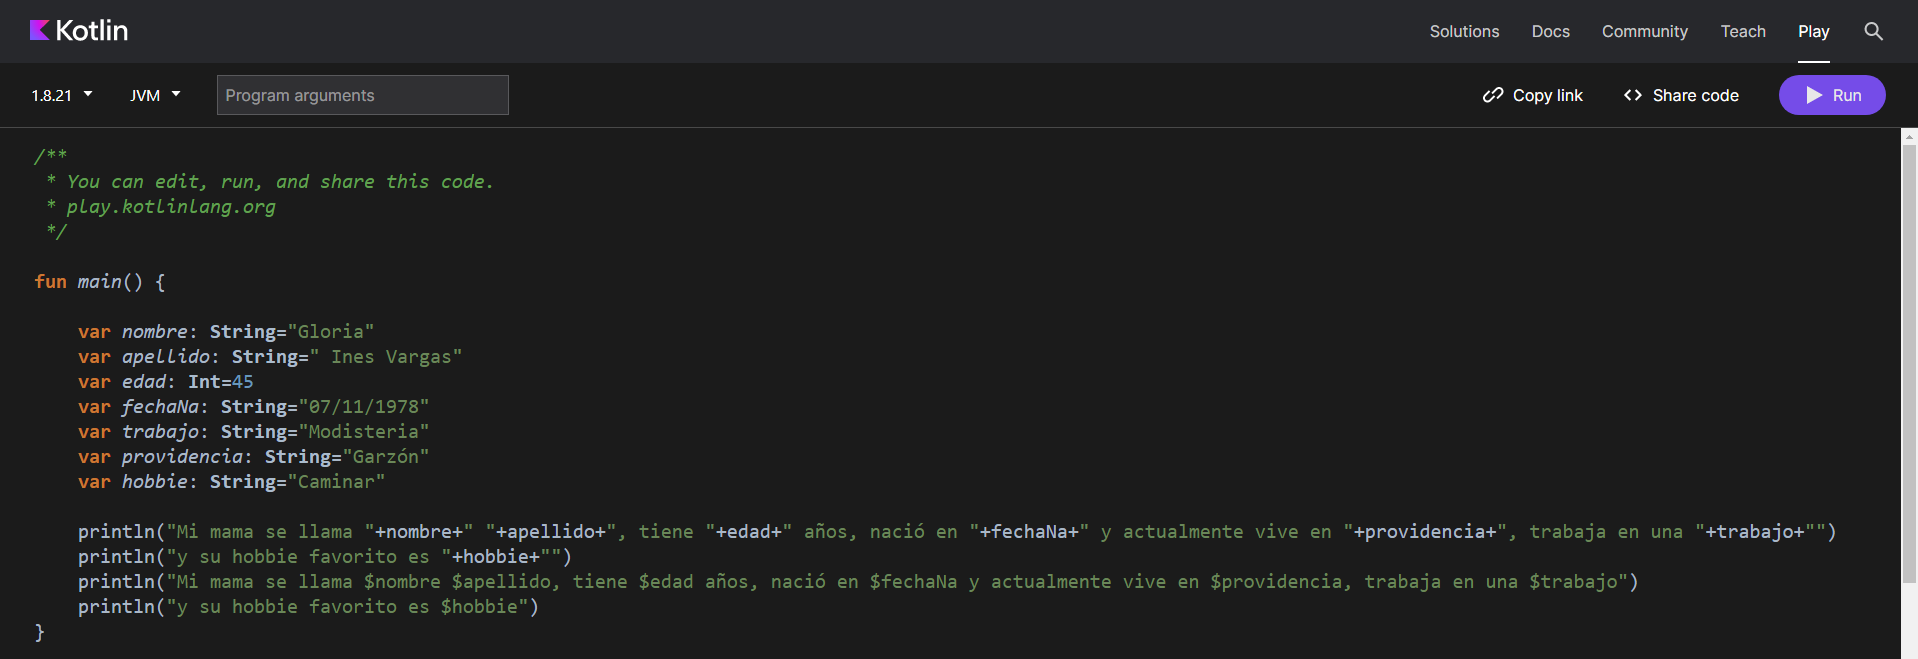 Kotlin
Solutions Docs Community Teach Play
1.8.21 JVM Program arguments Copy link <> Share code Run
/**
 * You can edit, run, and share this code.
 * play.kotlinlang.org
 */
fun main() {
    var nombre: String="Gloria"
    var apellido: String=" Ines Vargas"
    var edad: Int=45
    var fechaNa: String="07/11/1978"
    var trabajo: String="Modisteria"
    var providencia: String="Garzón"
    var hobbie: String="Caminar"
    println("Mi mama se llama "+nombre+" "+apellido+", tiene "+edad+" años, nació en "+fechaNa+" y actualmente vive en "+providencia+", trabaja en una "+trabajo+"")
    println("y su hobbie favorito es "+hobbie+"")
    println("Mi mama se llama $nombre $apellido, tiene $edad años, nació en $fechaNa y actualmente vive en $providencia, trabaja en una $trabajo")
    println("y su hobbie favorito es $hobbie")
}